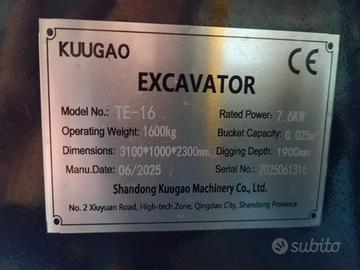 KUUGAO CE
EXCAVATOR
Model No.: TE-16 Rated Power: 7.6KW
Operating Weight: 1600kg Bucket Capacity: 0.025m³
Dimensions: 3100*1000*2300mm Digging Depth: 1900mm
Manu.Date: 06/2025 Serial No.: 2025061316
Shandong Kuugao Machinery Co., Ltd.
No. 2 Xiuyuan Road, High-tech Zone, Qingdao City, Shandong Province
subito